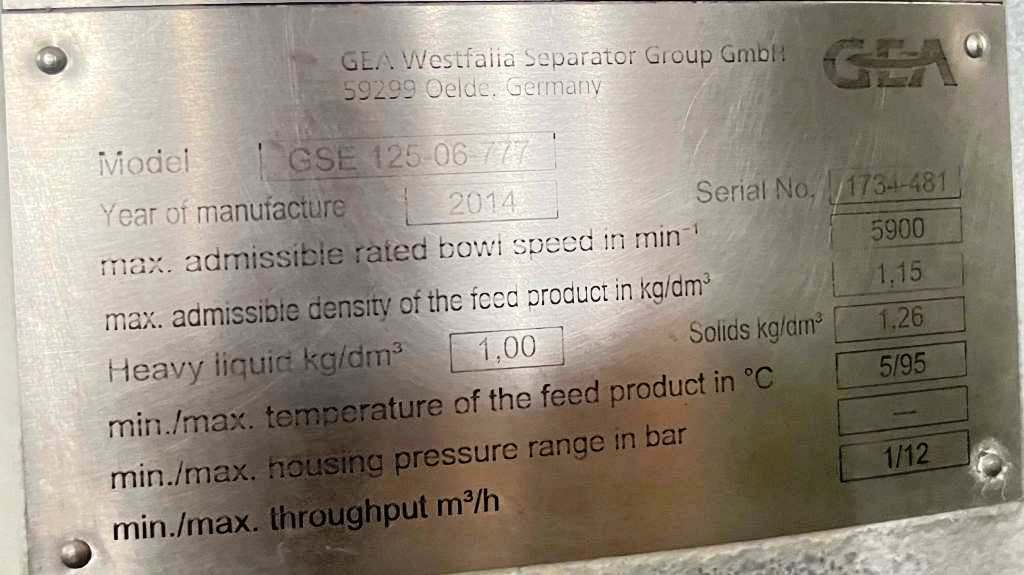 GEA Westfalia Separator Group GmbH
59299 Oelde, Germany
GEA
Model GSE 125-06-777
Year of manufacture 2014 Serial No, 1734-481
max. admissible rated bowl speed in min⁻¹ 5900
max. admissible density of the feed product in kg/dm³ 1,15
Heavy liquid kg/dm³ 1,00 Solids kg/dm³ 1,26
min./max. temperature of the feed product in °C 5/95
min./max. housing pressure range in bar —
min./max. throughput m³/h 1/12